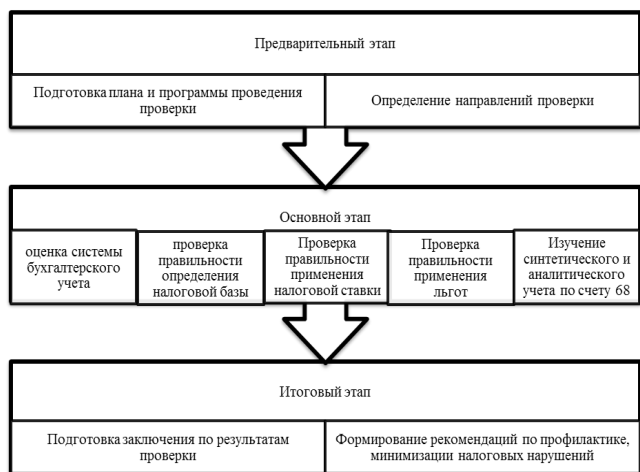 Предварительный этап
Подготовка плана и программы проведения
проверки
Определение направлений проверки
Основной этап
оценка системы
бухгалтерского
учета
проверка
правильности
определения
налоговой базы
Проверка
правильности
применения
налоговой ставки
Проверка
правильности
применения
льгот
Изучение
синтетического и
аналитического
учета по счету 68
Итоговый этап
Подготовка заключения по результатам
проверки
Формирование рекомендаций по профилактике,
минимизации налоговых нарушений